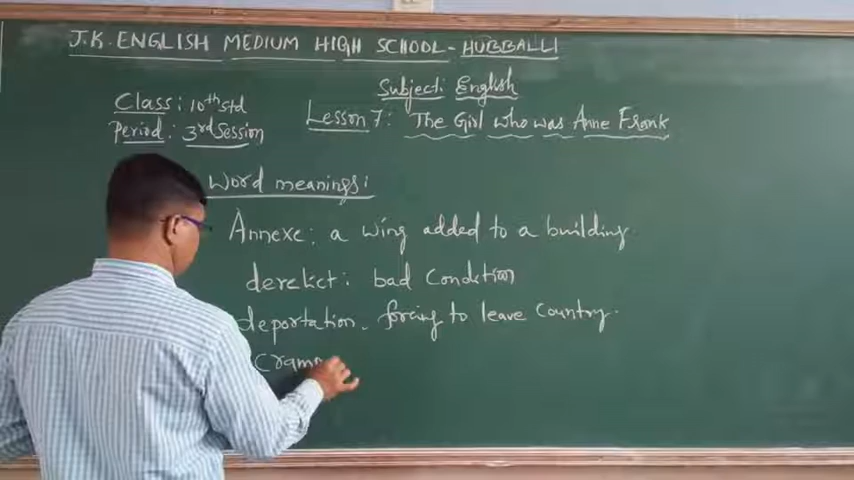 J.K. ENGLISH MEDIUM HIGH SCHOOL - HUBBALLI
Subject: English
Class: 10th Std
Lesson 7: The Girl who was Anne Frank
Period: 3rd Session
Word meanings:
Annexe: a wing added to a building
derelict: bad Condition
deportation. forcing to leave Country.
Cramp